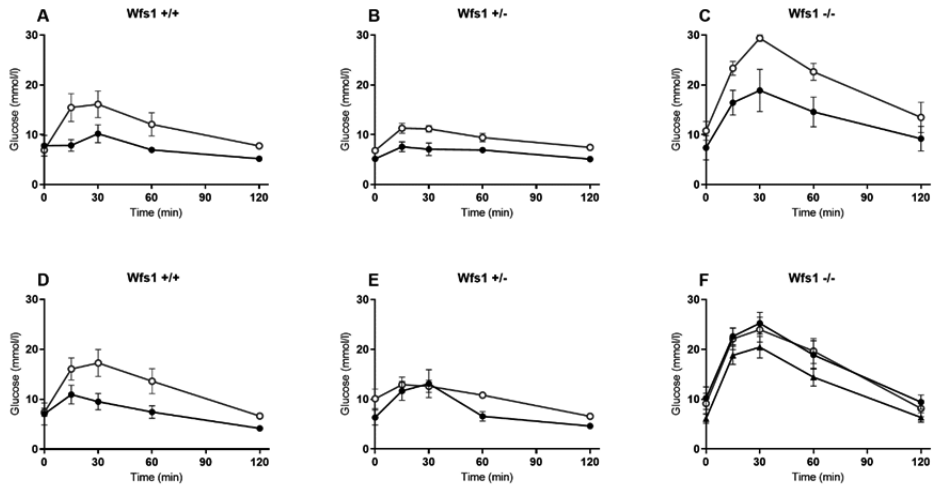 A Wfs1 +/+
Glucose (mmol/l)
30
20
10
0
0 30 60 90 120
Time (min)
B Wfs1 +/-
Glucose (mmol/l)
30
20
10
0
0 30 60 90 120
Time (min)
C Wfs1 -/-
Glucose (mmol/l)
30
20
10
0
0 30 60 90 120
Time (min)
D Wfs1 +/+
Glucose (mmol/l)
30
20
10
0
0 30 60 90 120
Time (min)
E Wfs1 +/-
Glucose (mmol/l)
30
20
10
0
0 30 60 90 120
Time (min)
F Wfs1 -/-
Glucose (mmol/l)
30
20
10
0
0 30 60 90 120
Time (min)